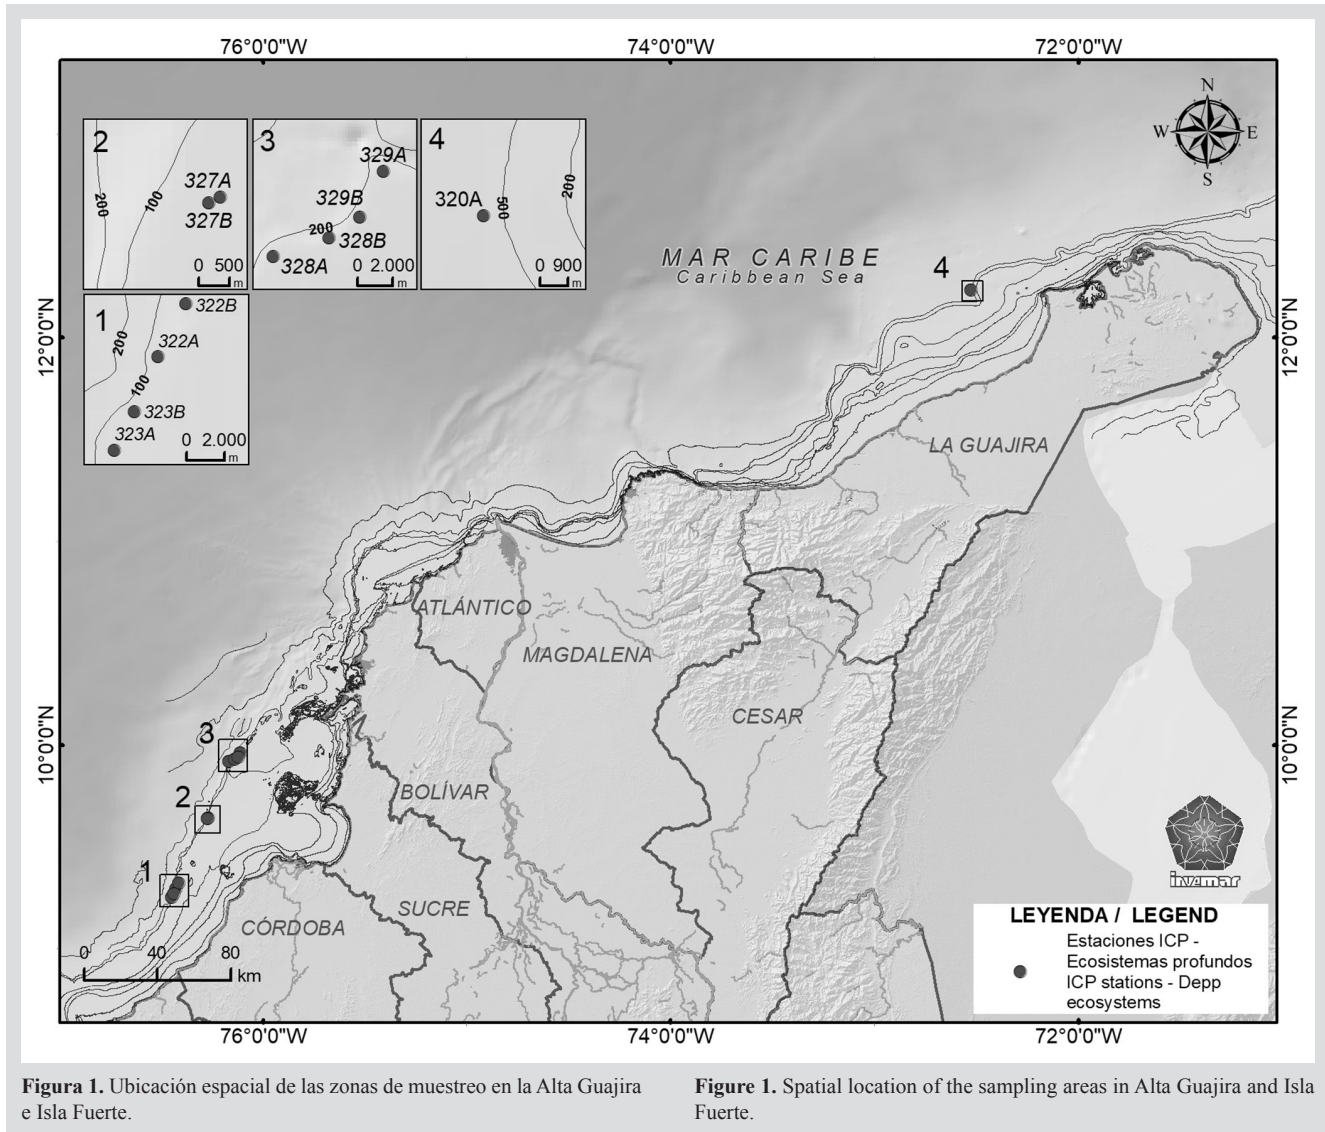 76°0'0"W
74°0'0"W
72°0'0"W
N
W
E
S
2
200
100
327A
327B
0 500
m
3
329A
329B
200
328B
328A
0 2.000
m
4
320A
500
200
0 900
m
1
322B
200
322A
100
323B
323A
0 2.000
m
MAR CARIBE
Caribbean Sea
4
12°0'0"N
12°0'0"N
LA GUAJIRA
ATLÁNTICO
MAGDALENA
CESAR
3
10°0'0"N
10°0'0"N
2
BOLÍVAR
1
SUCRE
CÓRDOBA
0 40 80
km
invemar
LEYENDA / LEGEND
Estaciones ICP -
Ecosistemas profundos
ICP stations - Depp
ecosystems
76°0'0"W
74°0'0"W
72°0'0"W
Figura 1. Ubicación espacial de las zonas de muestreo en la Alta Guajira
e Isla Fuerte.
Figure 1. Spatial location of the sampling areas in Alta Guajira and Isla
Fuerte.